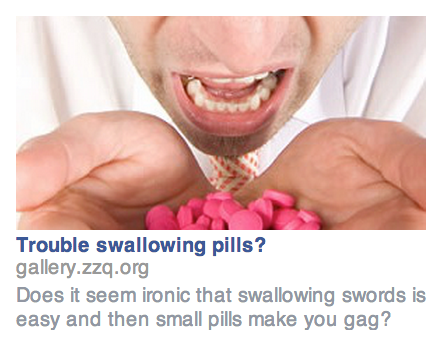 Trouble swallowing pills?
gallery.zzq.org
Does it seem ironic that swallowing swords is
easy and then small pills make you gag?